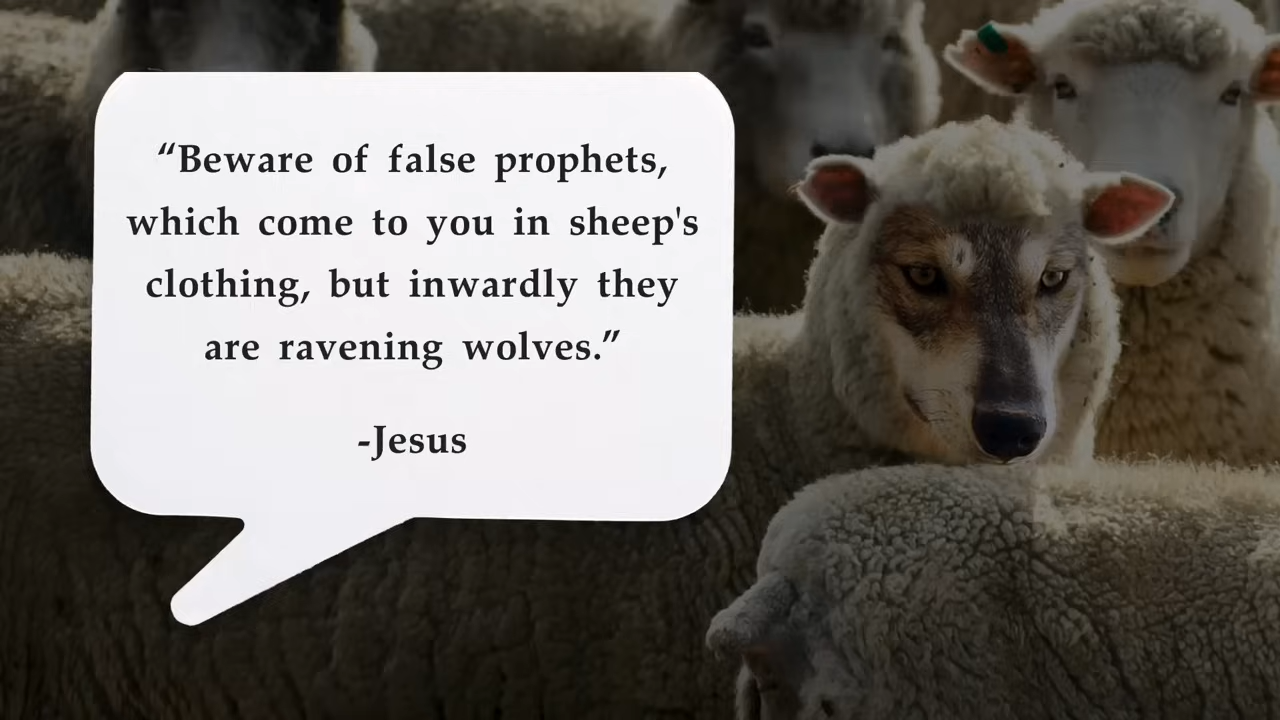 “Beware of false prophets,
which come to you in sheep's
clothing, but inwardly they
are ravening wolves.”
-Jesus